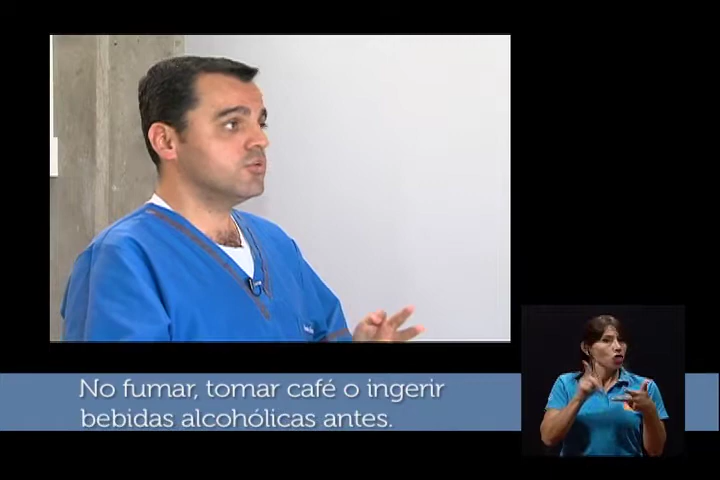 No fumar, tomar café o ingerir
bebidas alcohólicas antes.